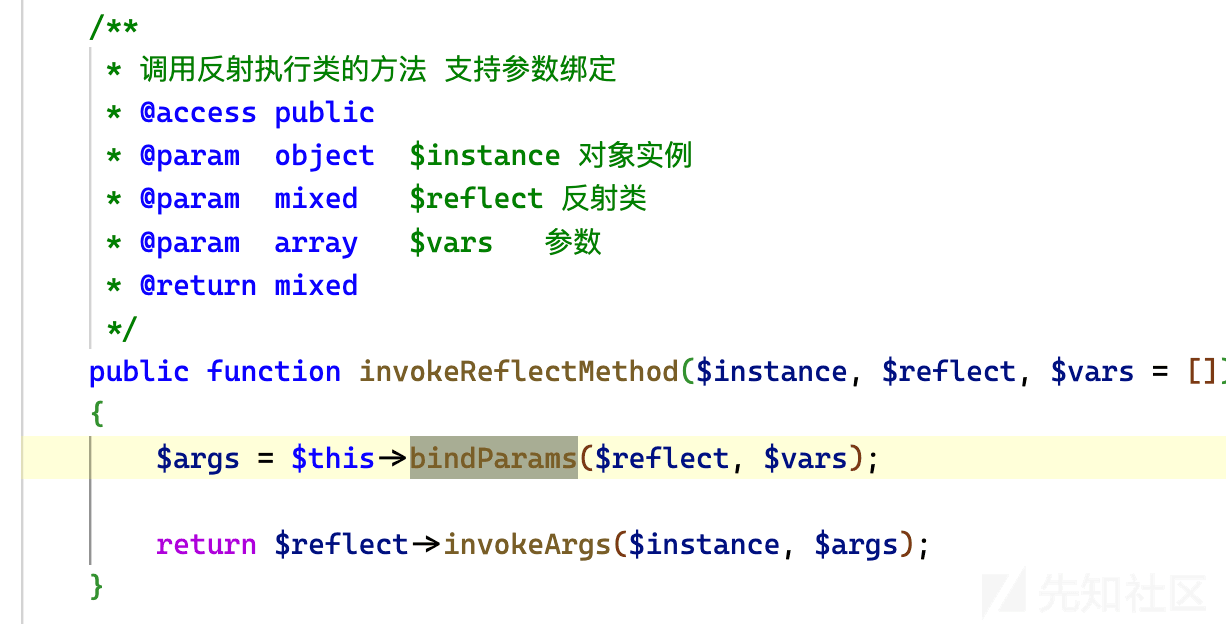 /**
* 调用反射执行类的方法 支持参数绑定
* @access public
* @param object $instance 对象实例
* @param mixed $reflect 反射类
* @param array $vars 参数
* @return mixed
*/
public function invokeReflectMethod($instance, $reflect, $vars = [])
{
$args = $this->bindParams($reflect, $vars);
return $reflect->invokeArgs($instance, $args);
}
先知社区